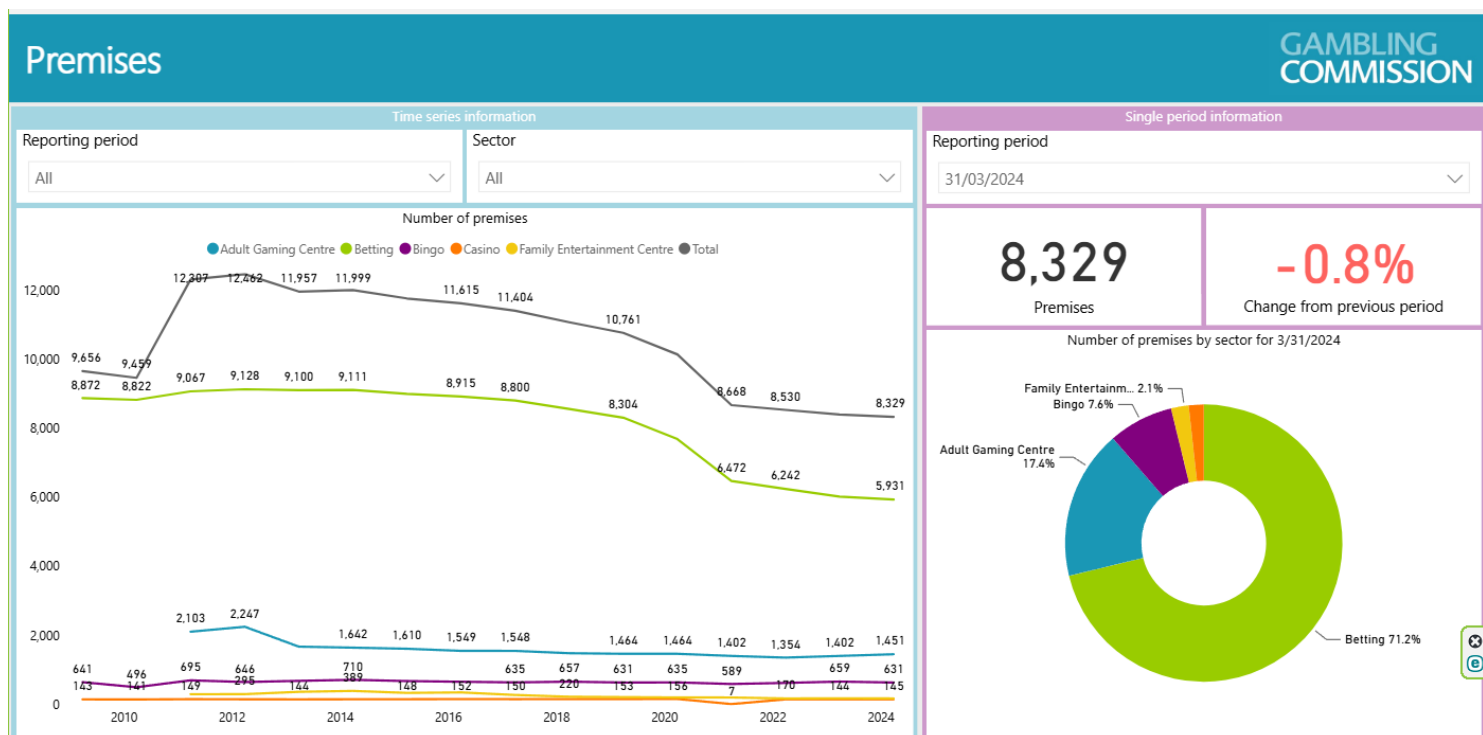 Premises
GAMBLING
COMMISSION
Time series information
Reporting period
Sector
All
All
Number of premises
Adult Gaming Centre Betting Bingo Casino Family Entertainment Centre Total
12,307 12,462 11,957 11,999 11,615 11,404 10,761
12,000
10,000
9,656 9,459 8,668 8,530 8,329
8,872 8,822 9,067 9,128 9,100 9,111 8,915 8,800 8,304
8,000
6,472 6,242 5,931
6,000
4,000
2,103 2,247
2,000
1,642 1,610 1,549 1,548 1,464 1,464 1,402 1,354 1,402 1,451
641 496 695 646 710 635 657 631 635 589 659 631
295 389 220
143 141 149 144 148 152 150 153 156 7 170 144 145
0
2010 2012 2014 2016 2018 2020 2022 2024
Single period information
Reporting period
31/03/2024
8,329
Premises
-0.8%
Change from previous period
Number of premises by sector for 3/31/2024
Family Entertainm... 2.1%
Bingo 7.6%
Adult Gaming Centre
17.4%
Betting 71.2%
e